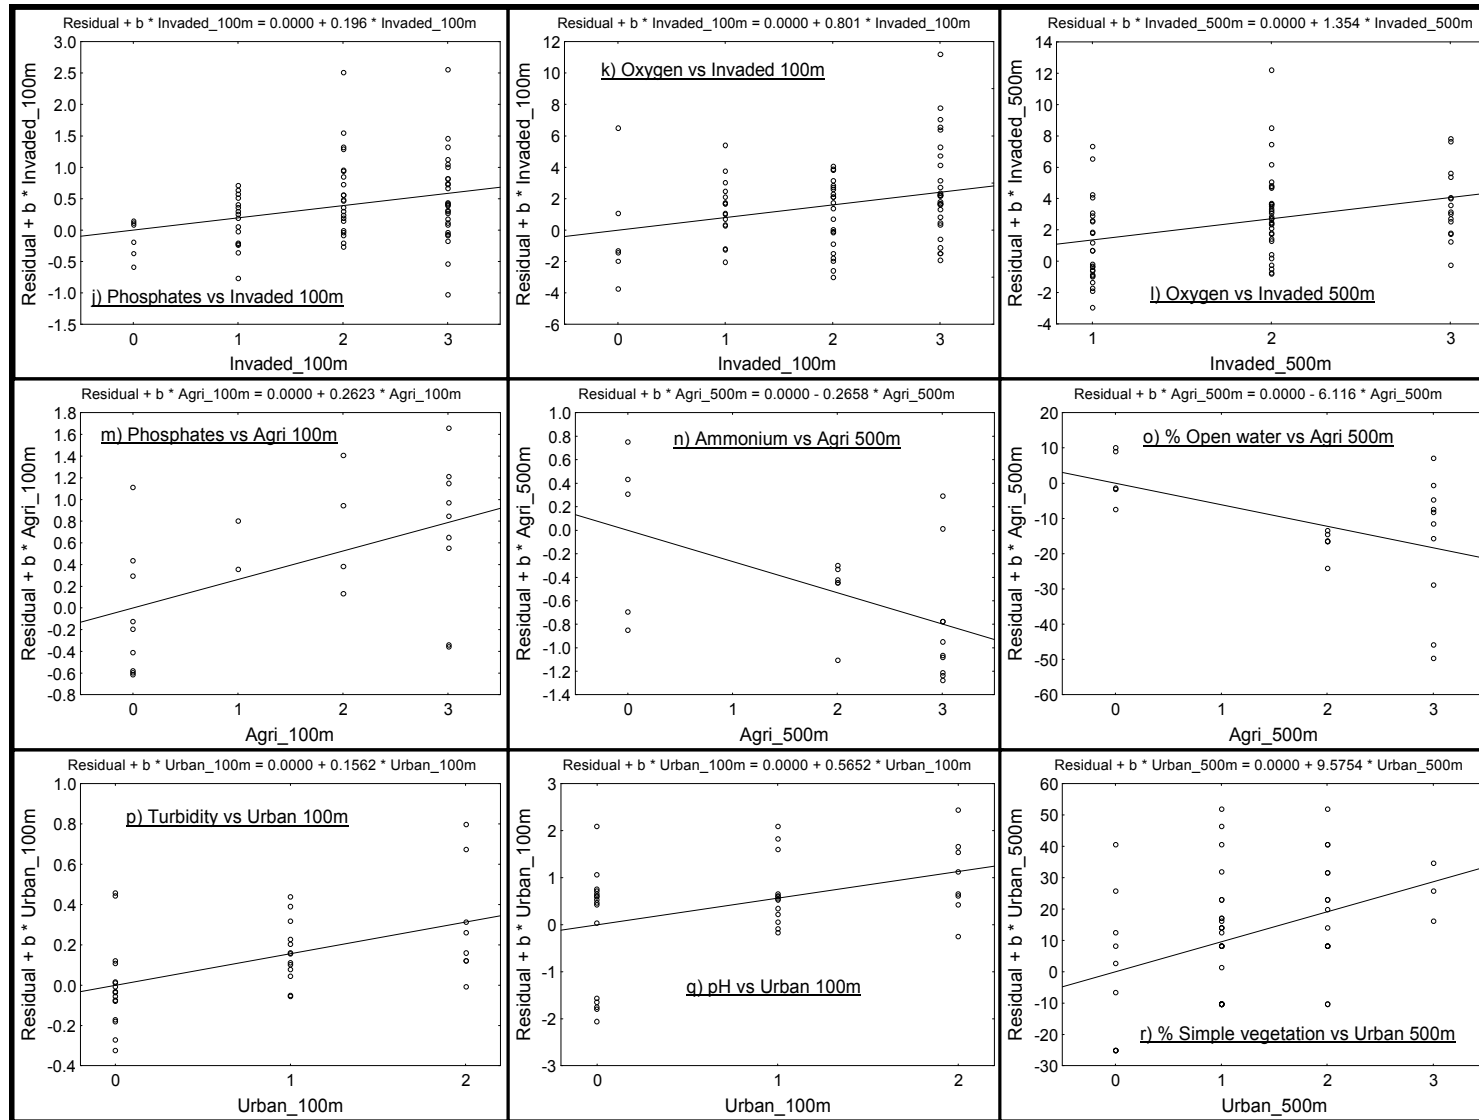 Residual + b * Invaded_100m = 0.0000 + 0.196 * Invaded_100m
Residual + b * Invaded_100m
3.0
2.5
2.0
1.5
1.0
0.5
0.0
-0.5
-1.0
-1.5
j) Phosphates vs Invaded 100m
0 1 2 3
Invaded_100m
Residual + b * Invaded_100m = 0.0000 + 0.801 * Invaded_100m
Residual + b * Invaded_100m
12
10
8
6
4
2
0
-2
-4
-6
k) Oxygen vs Invaded 100m
0 1 2 3
Invaded_100m
Residual + b * Invaded_500m = 0.0000 + 1.354 * Invaded_500m
Residual + b * Invaded_500m
14
12
10
8
6
4
2
0
-2
-4
l) Oxygen vs Invaded 500m
1 2 3
Invaded_500m
Residual + b * Agri_100m = 0.0000 + 0.2623 * Agri_100m
Residual + b * Agri_100m
1.8
1.6
1.4
1.2
1.0
0.8
0.6
0.4
0.2
0.0
-0.2
-0.4
-0.6
-0.8
m) Phosphates vs Agri 100m
0 1 2 3
Agri_100m
Residual + b * Agri_500m = 0.0000 - 0.2658 * Agri_500m
Residual + b * Agri_500m
1.0
0.8
0.6
0.4
0.2
0.0
-0.2
-0.4
-0.6
-0.8
-1.0
-1.2
-1.4
n) Ammonium vs Agri 500m
0 1 2 3
Agri_500m
Residual + b * Agri_500m = 0.0000 - 6.116 * Agri_500m
Residual + b * Agri_500m
20
10
0
-10
-20
-30
-40
-50
-60
o) % Open water vs Agri 500m
0 1 2 3
Agri_500m
Residual + b * Urban_100m = 0.0000 + 0.1562 * Urban_100m
Residual + b * Urban_100m
1.0
0.8
0.6
0.4
0.2
0.0
-0.2
-0.4
p) Turbidity vs Urban 100m
0 1 2
Urban_100m
Residual + b * Urban_100m = 0.0000 + 0.5652 * Urban_100m
Residual + b * Urban_100m
3
2
1
0
-1
-2
-3
q) pH vs Urban 100m
0 1 2
Urban_100m
Residual + b * Urban_500m = 0.0000 + 9.5754 * Urban_500m
Residual + b * Urban_500m
60
50
40
30
20
10
0
-10
-20
-30
r) % Simple vegetation vs Urban 500m
0 1 2 3
Urban_500m